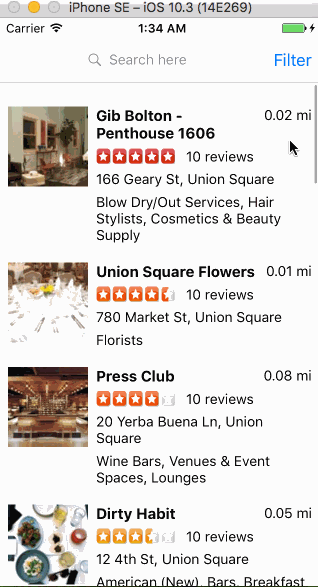 iPhone SE – iOS 10.3 (14E269)
Carrier 1:34 AM
Search here Filter
Gib Bolton - 0.02 mi
Penthouse 1606
10 reviews
166 Geary St, Union Square
Blow Dry/Out Services, Hair
Stylists, Cosmetics & Beauty
Supply
Union Square Flowers 0.01 mi
10 reviews
780 Market St, Union Square
Florists
Press Club 0.08 mi
10 reviews
20 Yerba Buena Ln, Union
Square
Wine Bars, Venues & Event
Spaces, Lounges
Dirty Habit 0.05 mi
10 reviews
12 4th St, Union Square
American (New), Bars, Breakfast